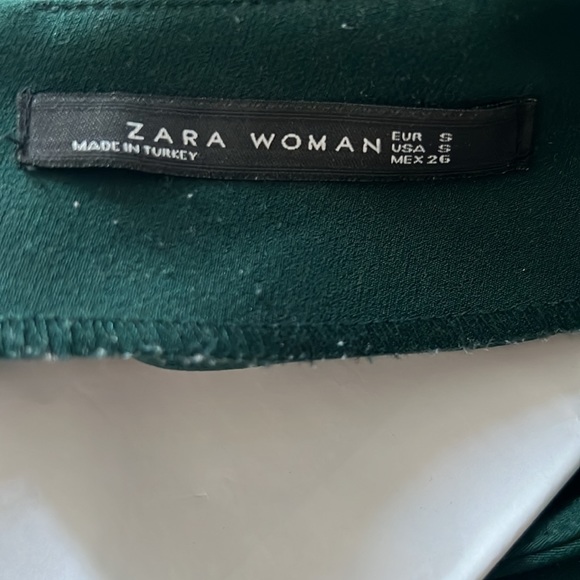 ZARA WOMAN
MADE IN TURKEY
EUR S
USA S
MEX 26